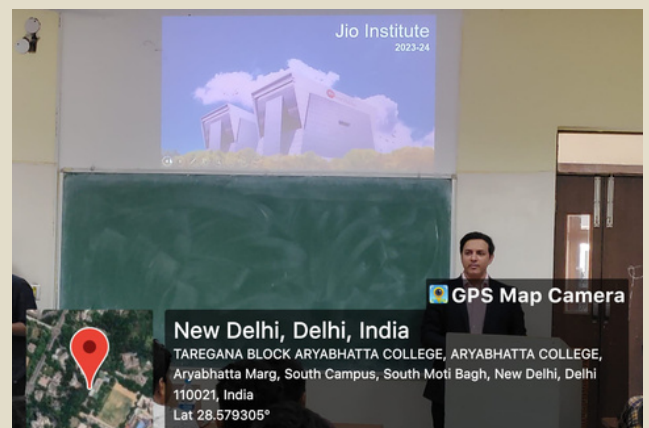 Jio Institute
2023-24
GPS Map Camera
New Delhi, Delhi, India
TAREGANA BLOCK ARYABHATTA COLLEGE, ARYABHATTA COLLEGE,
Aryabhatta Marg, South Campus, South Moti Bagh, New Delhi, Delhi
110021, India
Lat 28.579305°